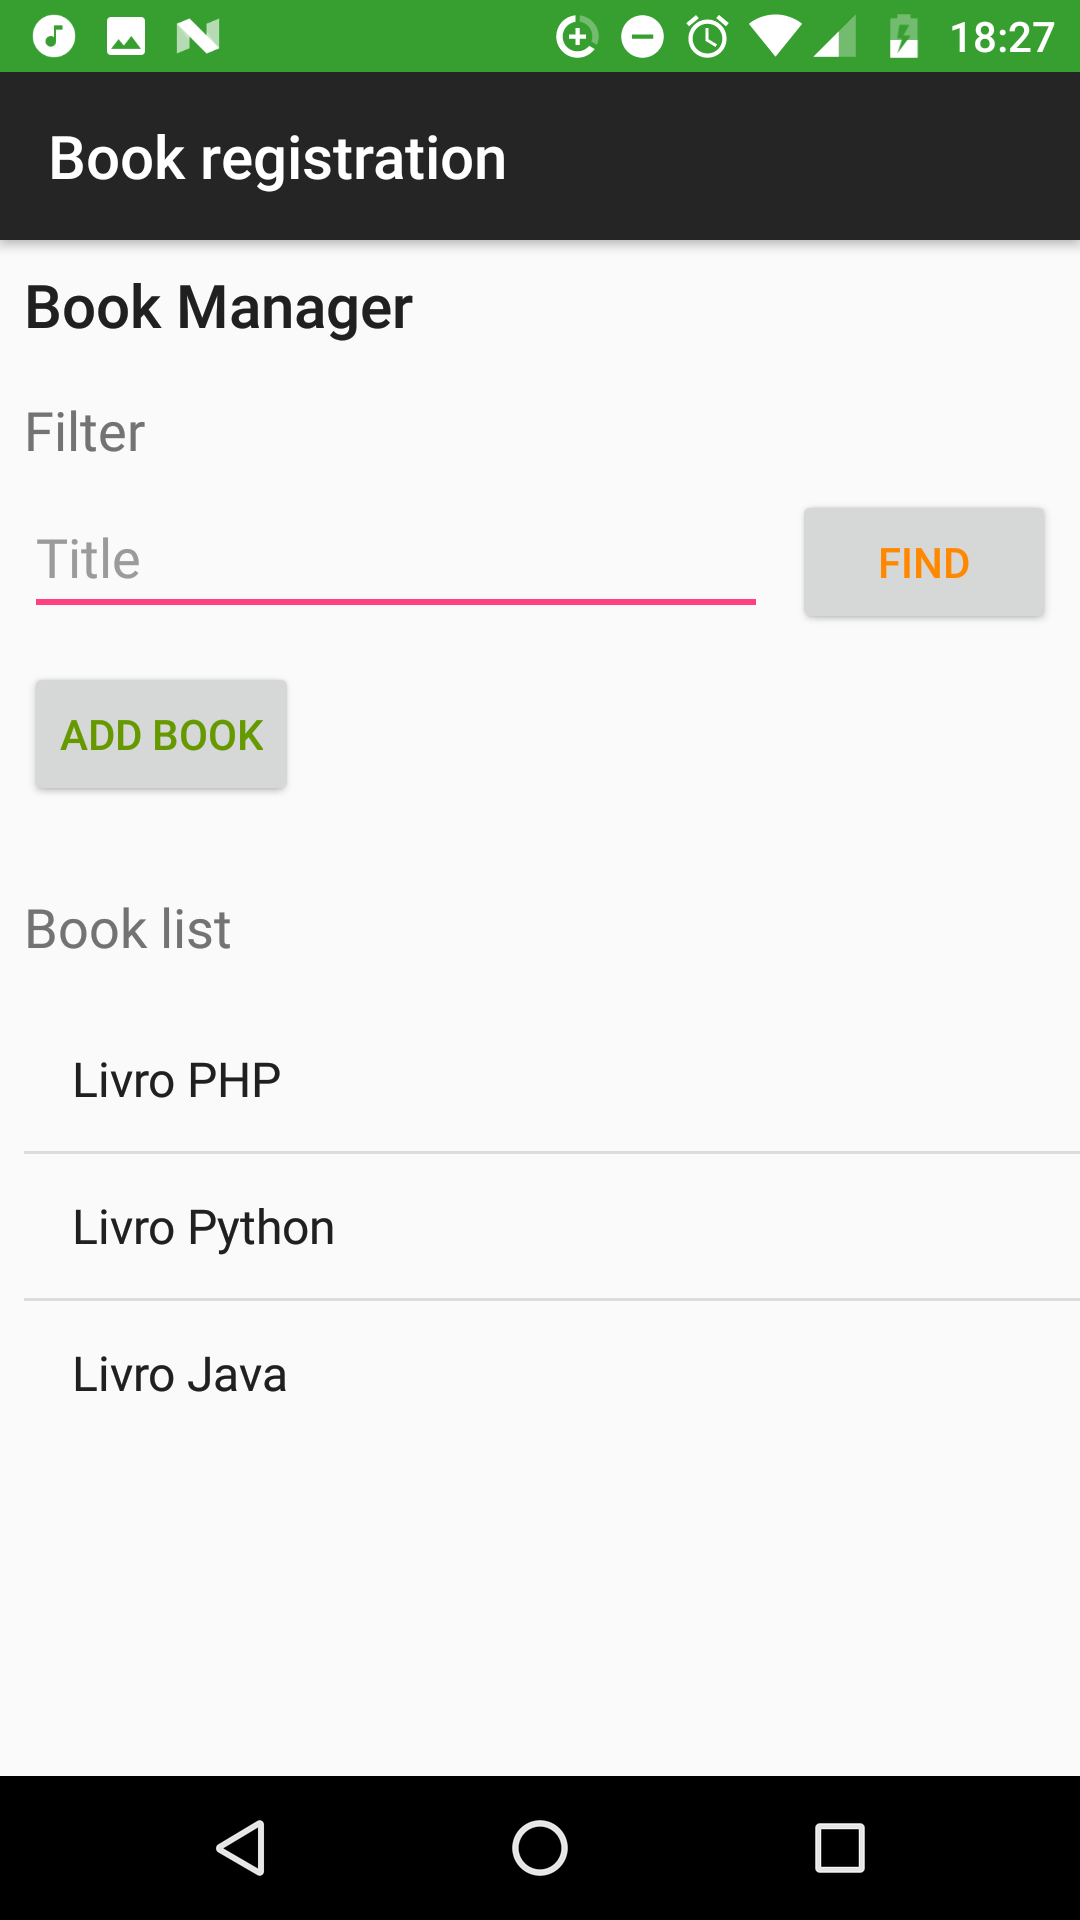 18:27
Book registration
Book Manager
Filter
Title
FIND
ADD BOOK
Book list
Livro PHP
Livro Python
Livro Java